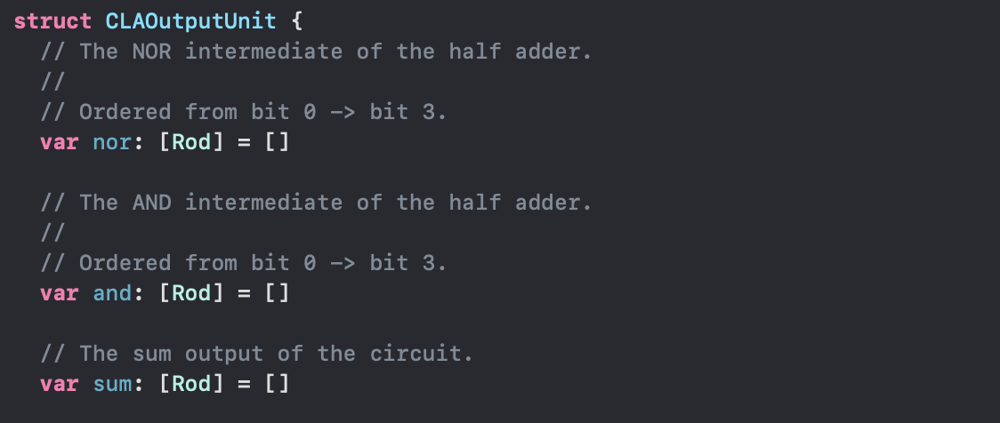 struct CLAOutputUnit {
  // The NOR intermediate of the half adder.
  //
  // Ordered from bit 0 -> bit 3.
  var nor: [Rod] = []

  // The AND intermediate of the half adder.
  //
  // Ordered from bit 0 -> bit 3.
  var and: [Rod] = []

  // The sum output of the circuit.
  var sum: [Rod] = []